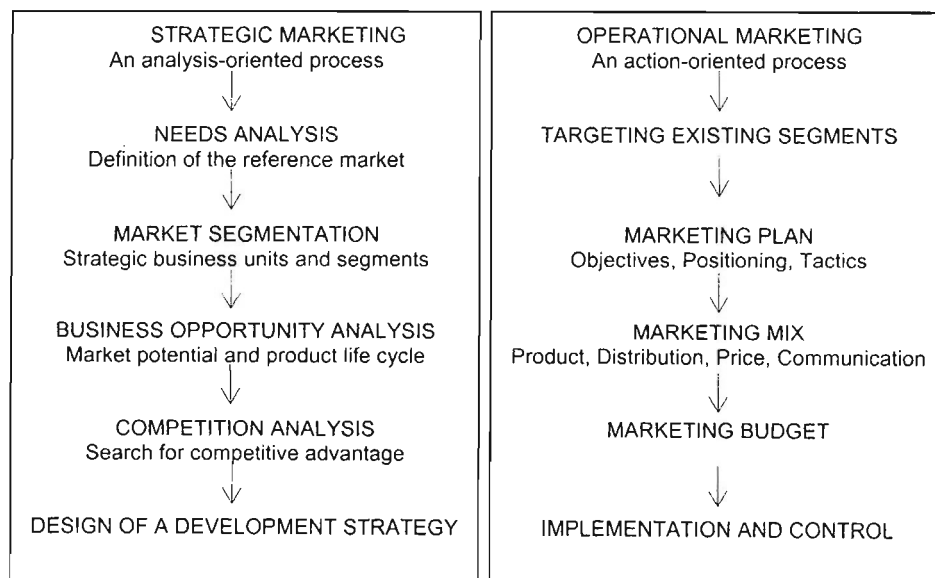 STRATEGIC MARKETING
An analysis-oriented process
NEEDS ANALYSIS
Definition of the reference market
MARKET SEGMENTATION
Strategic business units and segments
BUSINESS OPPORTUNITY ANALYSIS
Market potential and product life cycle
COMPETITION ANALYSIS
Search for competitive advantage
DESIGN OF A DEVELOPMENT STRATEGY
OPERATIONAL MARKETING
An action-oriented process
TARGETING EXISTING SEGMENTS
MARKETING PLAN
Objectives, Positioning, Tactics
MARKETING MIX
Product, Distribution, Price, Communication
MARKETING BUDGET
IMPLEMENTATION AND CONTROL